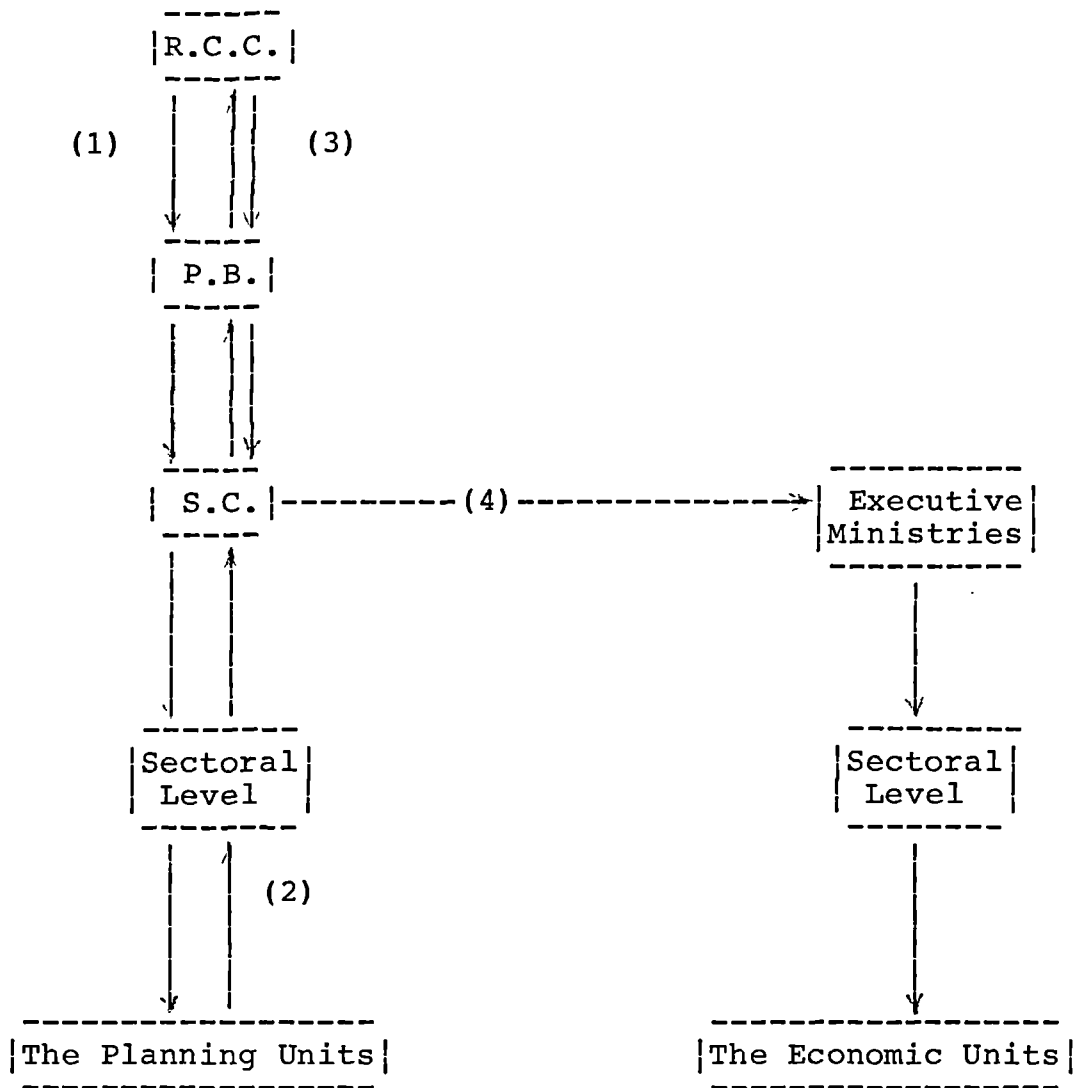 R.C.C.
(1) (3)
P.B.
S.C. (4) Executive
Ministries
Sectoral Sectoral
Level Level
(2)
The Planning Units The Economic Units